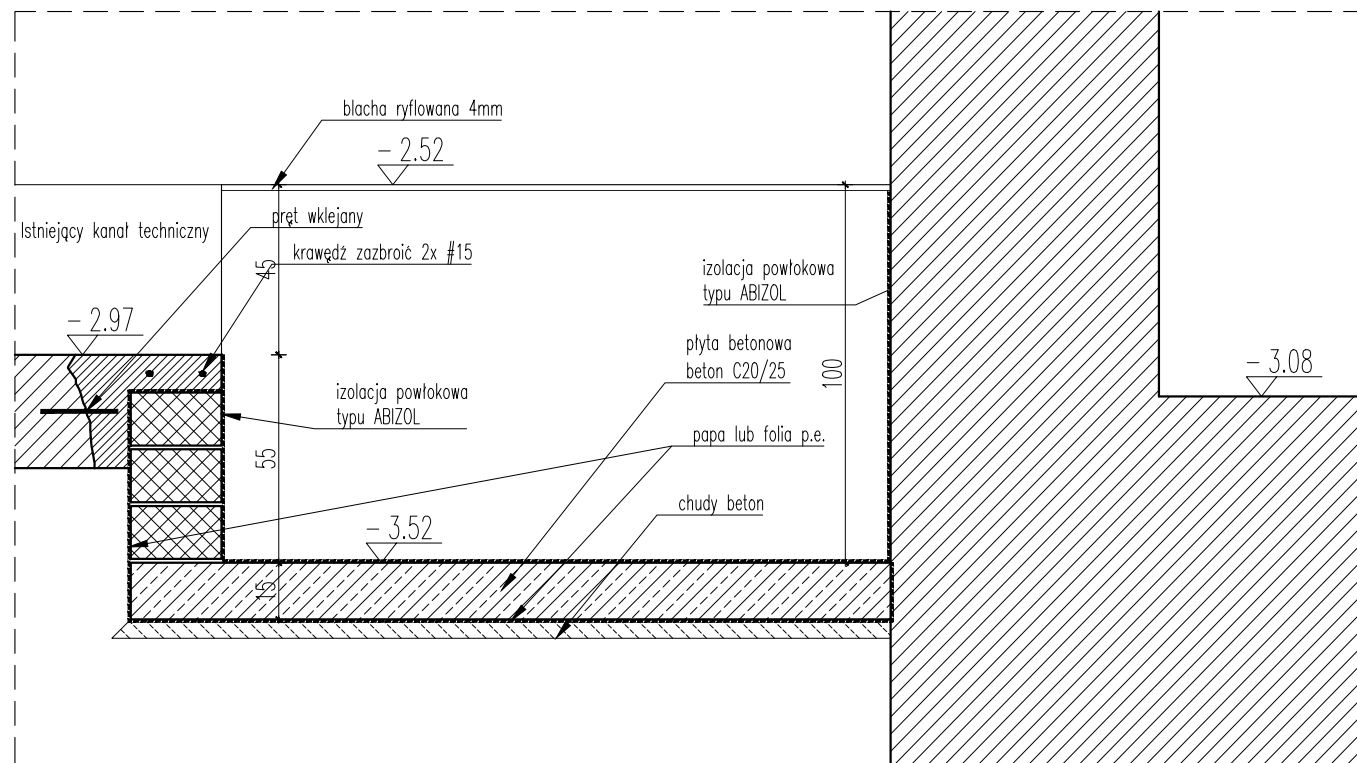 blacha ryflowana 4mm
- 2.52
pręt wklejany
Istniejący kanał techniczny
krawędź zazbroić 2x #15
45
izolacja powłokowa
typu ABIZOL
- 2.97
płyta betonowa
beton C20/25
100
- 3.08
izolacja powłokowa
typu ABIZOL
papa lub folia p.e.
55
chudy beton
- 3.52
15